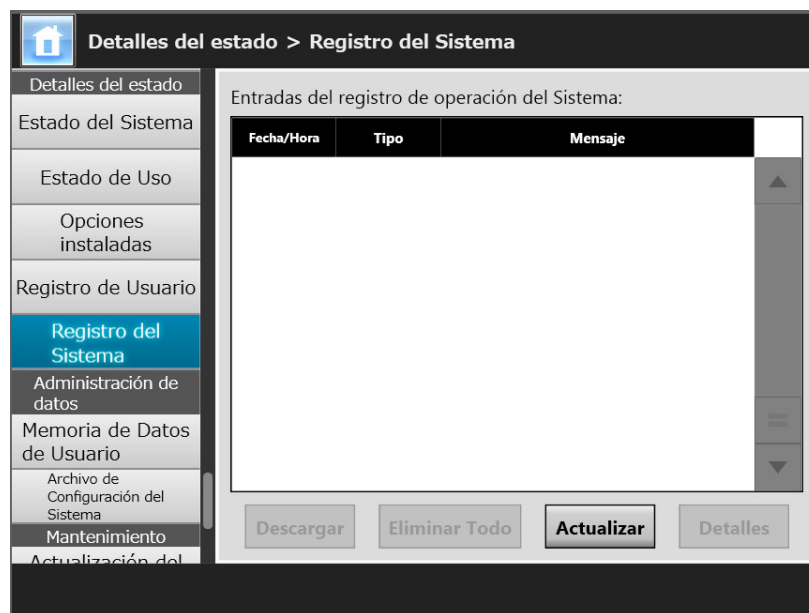 Detalles del estado > Registro del Sistema
Detalles del estado
Estado del Sistema
Estado de Uso
Opciones
instaladas
Registro de Usuario
Registro del
Sistema
Administración de
datos
Memoria de Datos
de Usuario
Archivo de
Configuración del
Sistema
Mantenimiento
Actualización del
Entradas del registro de operación del Sistema:
Fecha/Hora Tipo Mensaje
Descargar Eliminar Todo Actualizar Detalles